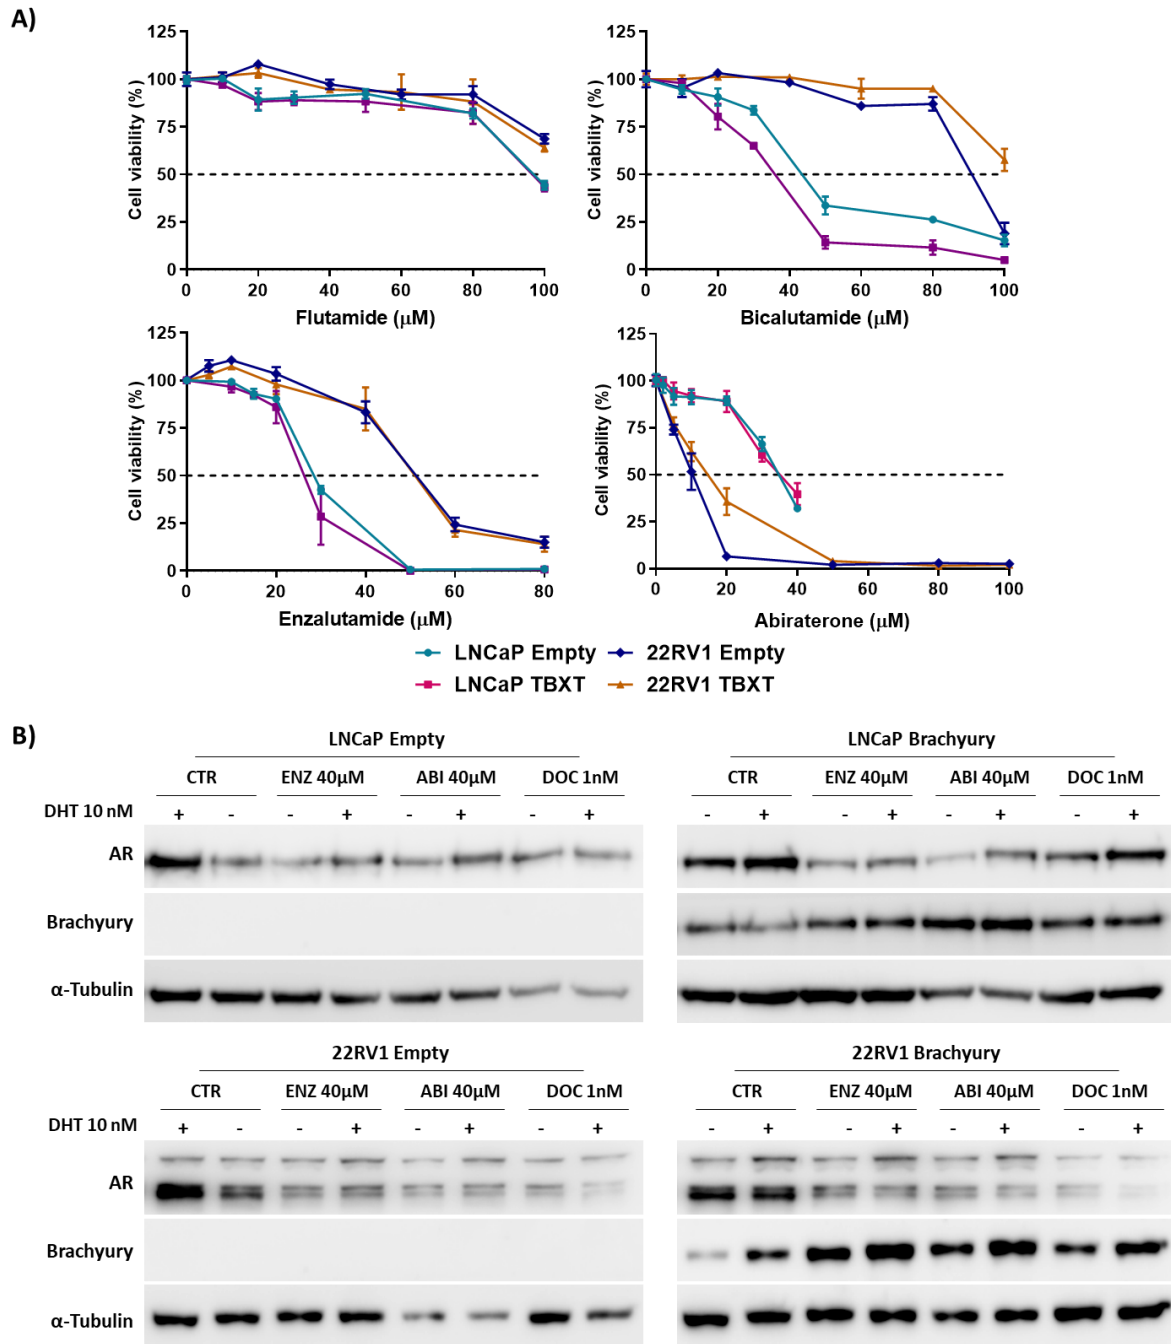 A)
125
100
75
50
25
0
Cell viability (%)
0 20 40 60 80 100
Flutamide (µM)
125
100
75
50
25
0
Cell viability (%)
0 20 40 60 80 100
Bicalutamide (µM)
125
100
75
50
25
0
Cell viability (%)
0 20 40 60 80
Enzalutamide (µM)
125
100
75
50
25
0
Cell viability (%)
0 20 40 60 80 100
Abiraterone (µM)
LNCaP Empty 22RV1 Empty
LNCaP TBXT 22RV1 TBXT
B)
LNCaP Empty
CTR ENZ 40µM ABI 40µM DOC 1nM
DHT 10 nM + - - + - + - +
AR
Brachyury
α-Tubulin
LNCaP Brachyury
CTR ENZ 40µM ABI 40µM DOC 1nM
- + - + - + - +
22RV1 Empty
CTR ENZ 40µM ABI 40µM DOC 1nM
DHT 10 nM + - - + - + - +
AR
Brachyury
α-Tubulin
22RV1 Brachyury
CTR ENZ 40µM ABI 40µM DOC 1nM
- + - + - + - +